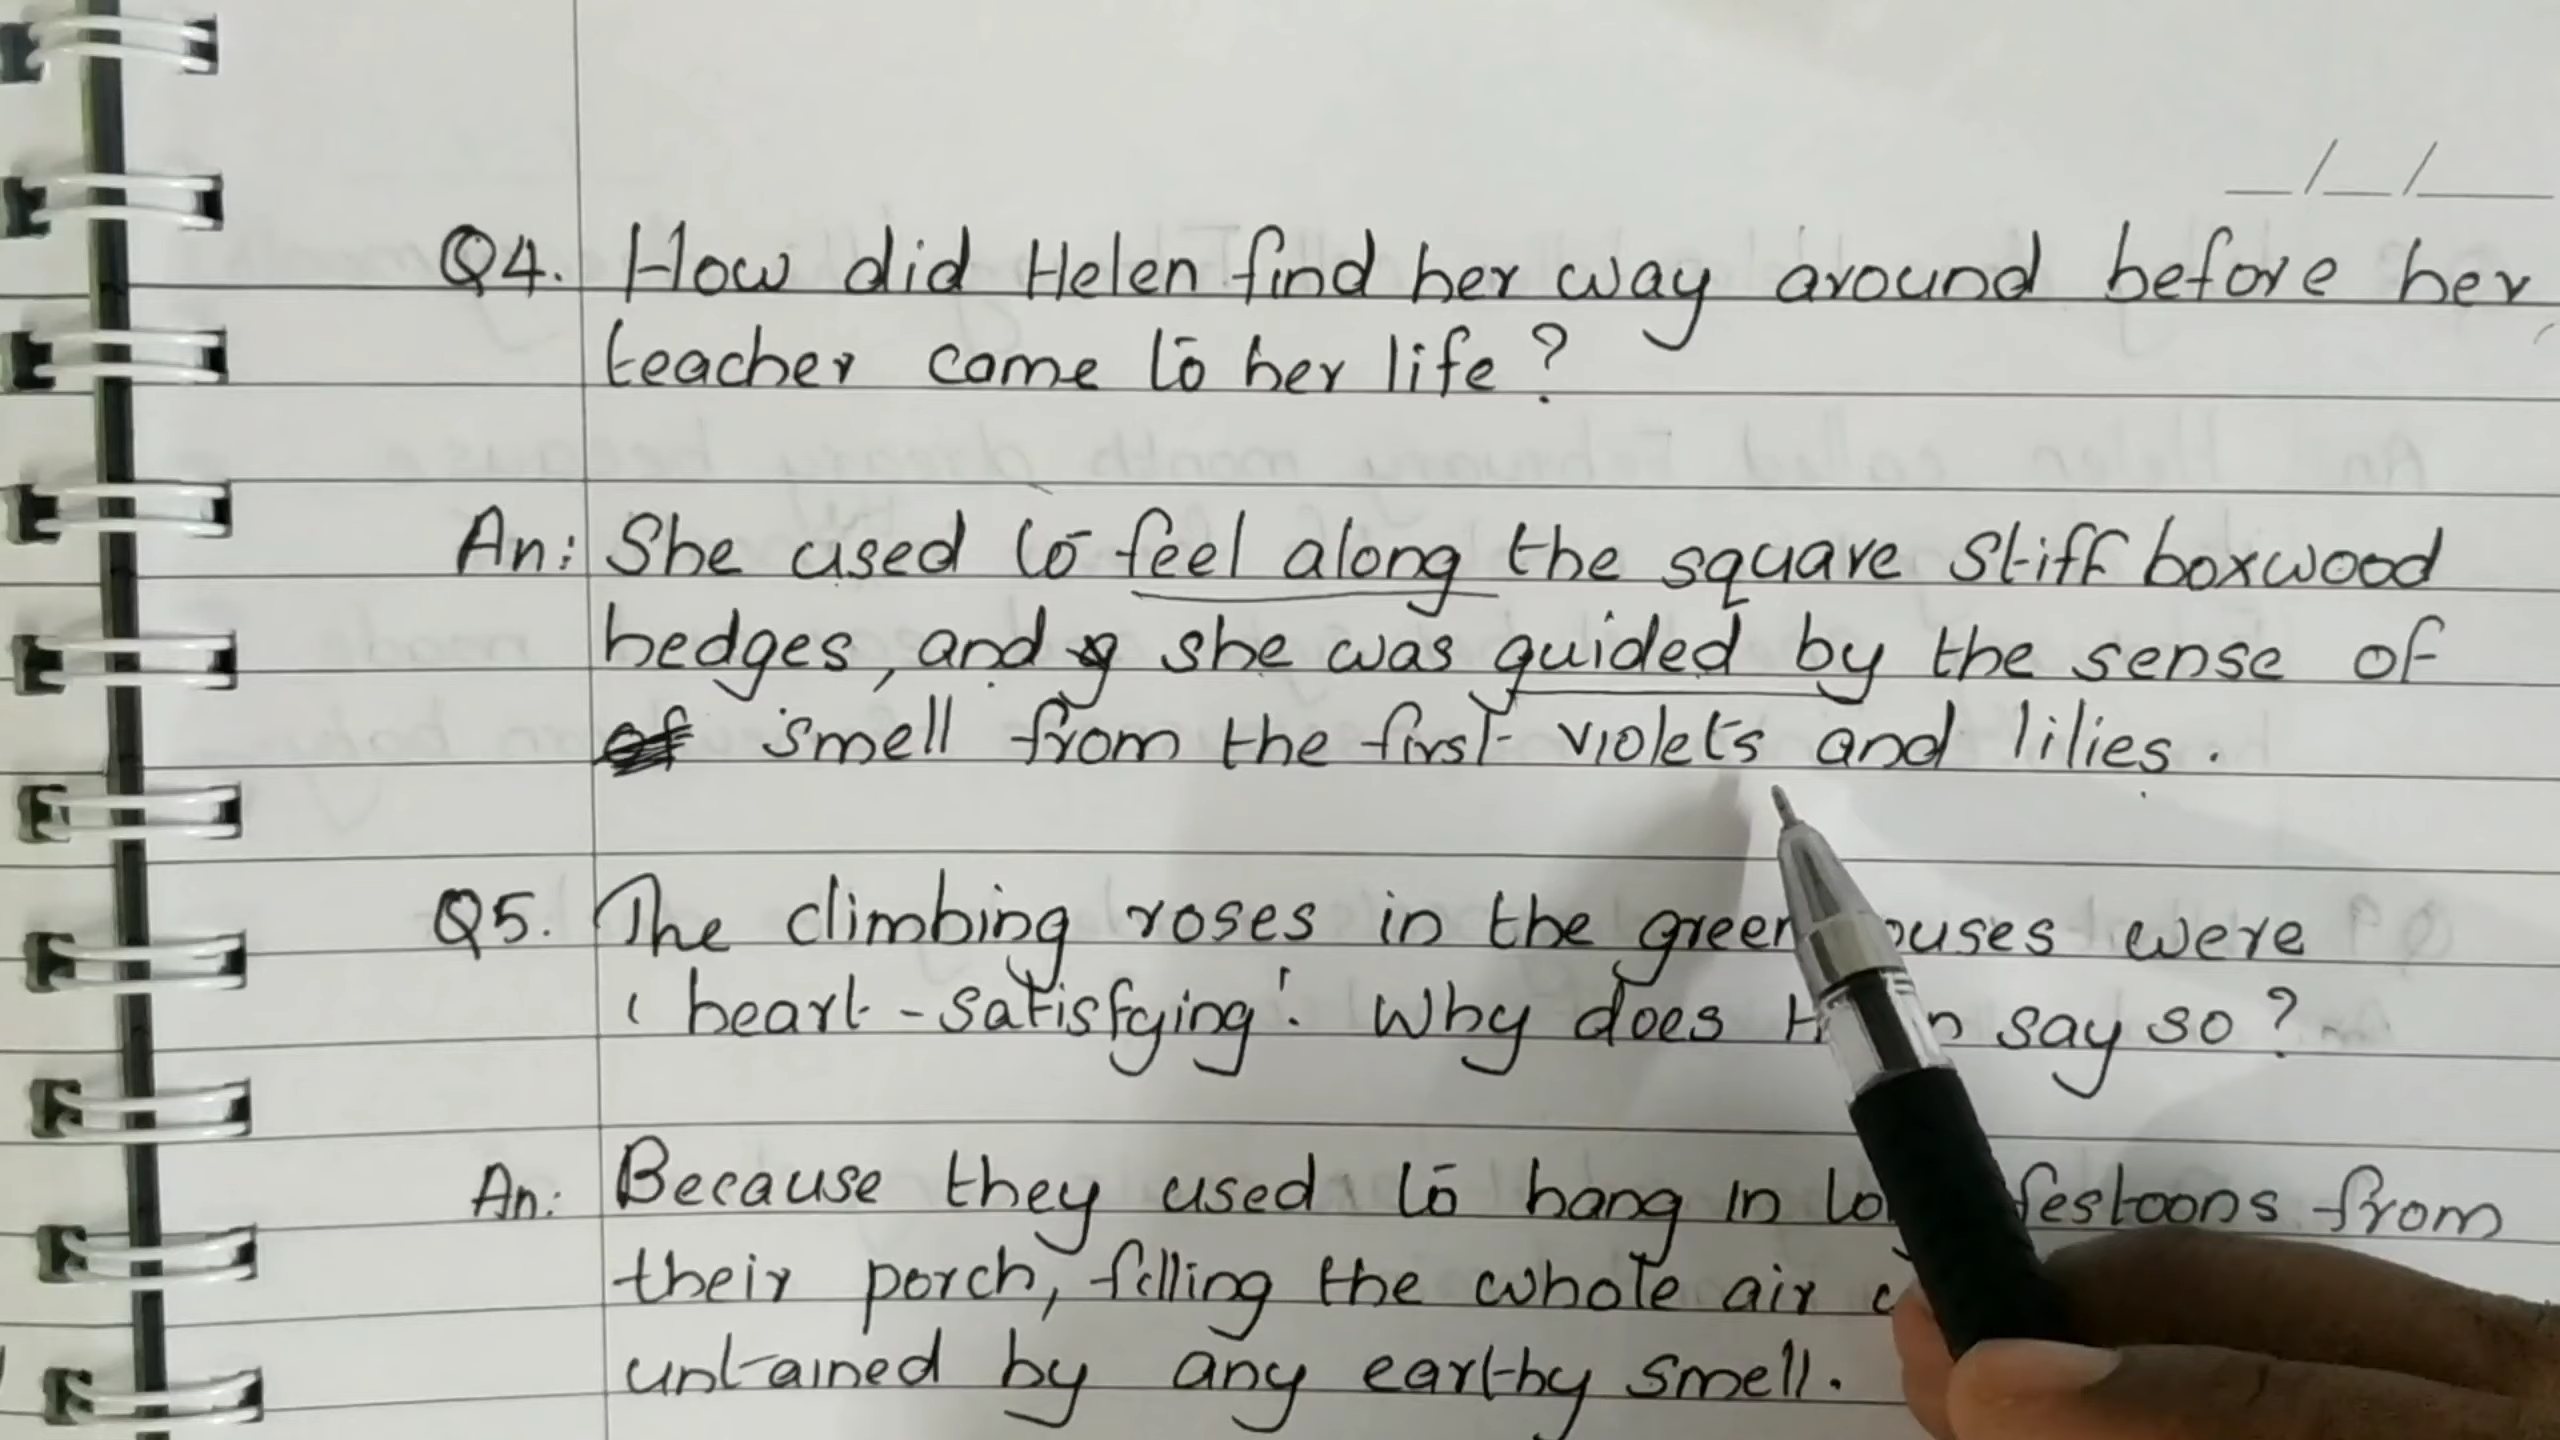 Q4. How did Helen find her way around before her
teacher came to her life?
An: She used to feel along the square stiff boxwood
hedges, and she was guided by the sense of
smell from the first violets and lilies.
Q5. The climbing roses in the were
'heart-satisfying'. Why does say so?
An: Because they used to hang in festoons from
their porch, filling the whole air
untained by any earthy smell.